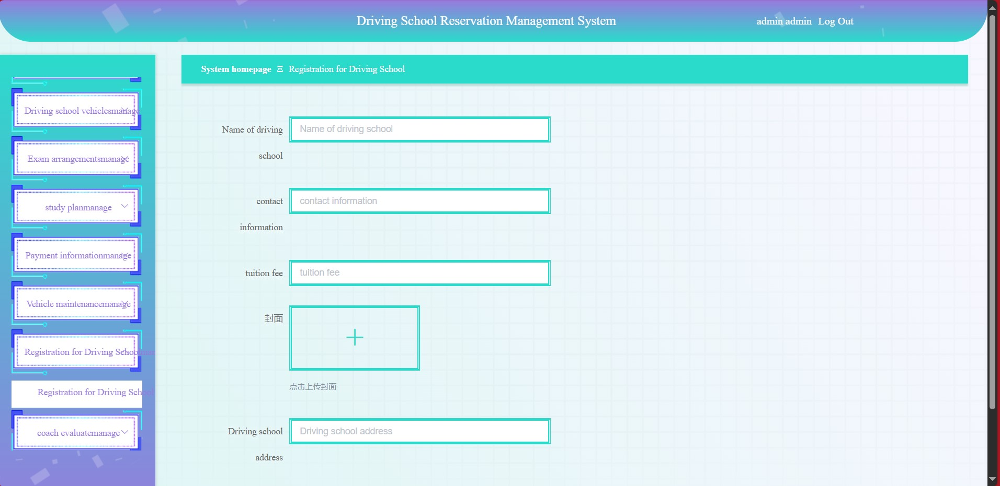 Driving School Reservation Management System
admin admin Log Out
System homepage Ξ Registration for Driving School
Driving school vehiclesmanage
Exam arrangementsmanage
study planmanage
Payment informationmanage
Vehicle maintenancemanage
Registration for Driving Schoolmana
Registration for Driving School
coach evaluatemanage
Name of driving
school
Name of driving school
contact
information
contact information
tuition fee
tuition fee
封面
点击上传封面
Driving school
address
Driving school address